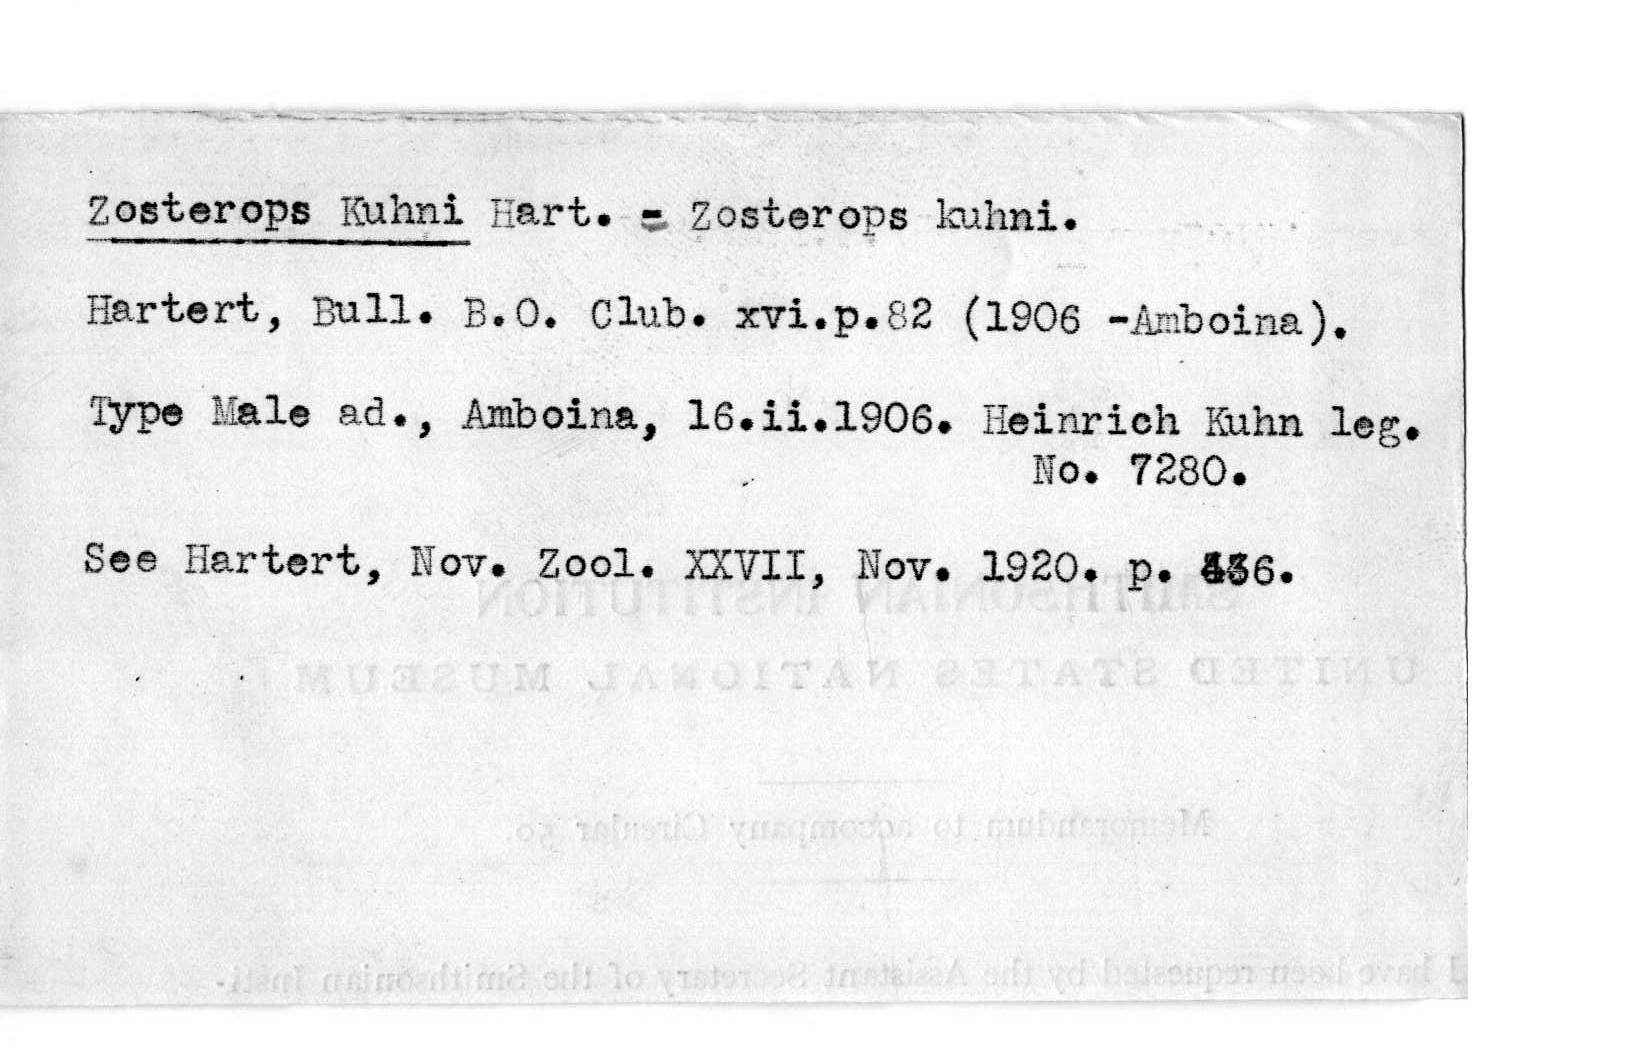 Zosterops Kuhni Hart. = Zosterops kuhni.
Hartert, Bull. B.O. Club. xvi.p.82 (1906 -Amboina).
Type Male ad., Amboina, 16.ii.1906. Heinrich Kuhn leg.
No. 7280.
See Hartert, Nov. Zool. XXVII, Nov. 1920. p.
SMITHSONIAN INSTITUTION
UNITED STATES NATIONAL MUSEUM
Memorandum to accompany Circular 50.
I have been requested by the Assistant Secretary of the Smithsonian Insti-